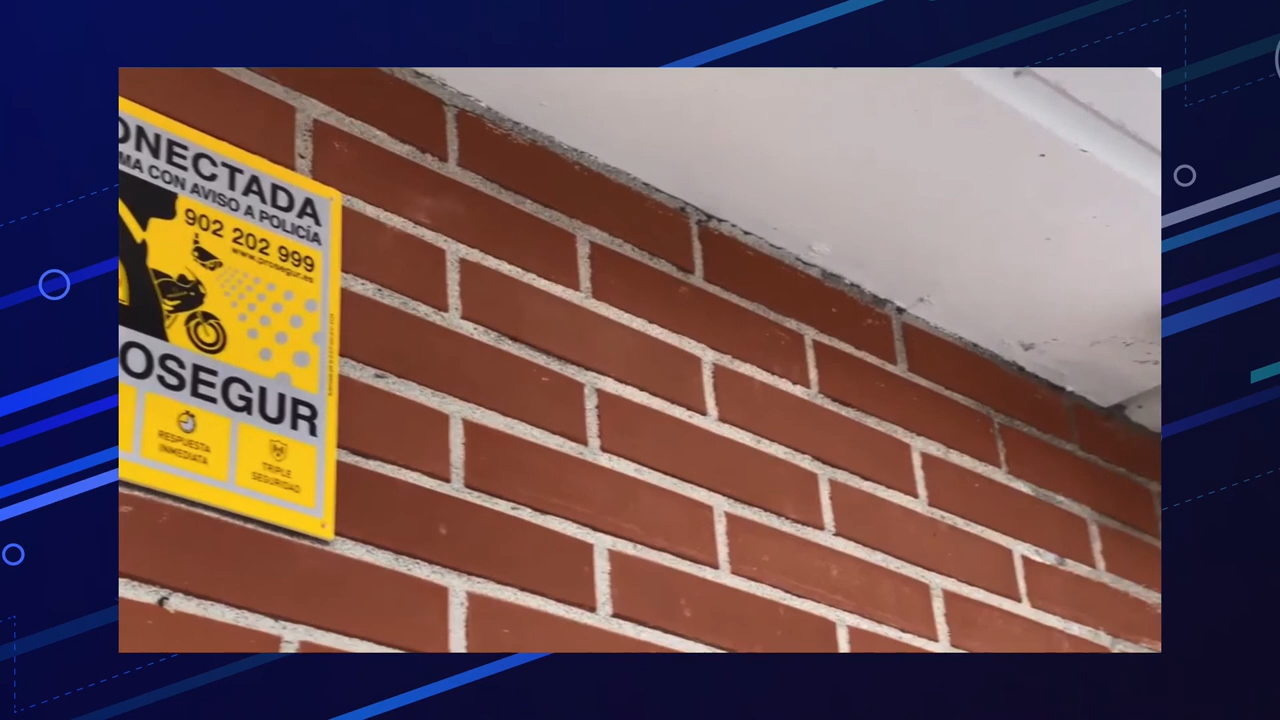 ONECTADA
MA CON AVISO A POLICÍA
902 202 999
www.prosegur.es
OSEGUR
RESPUESTA
INMEDIATA
TRIPLE
SEGURIDAD